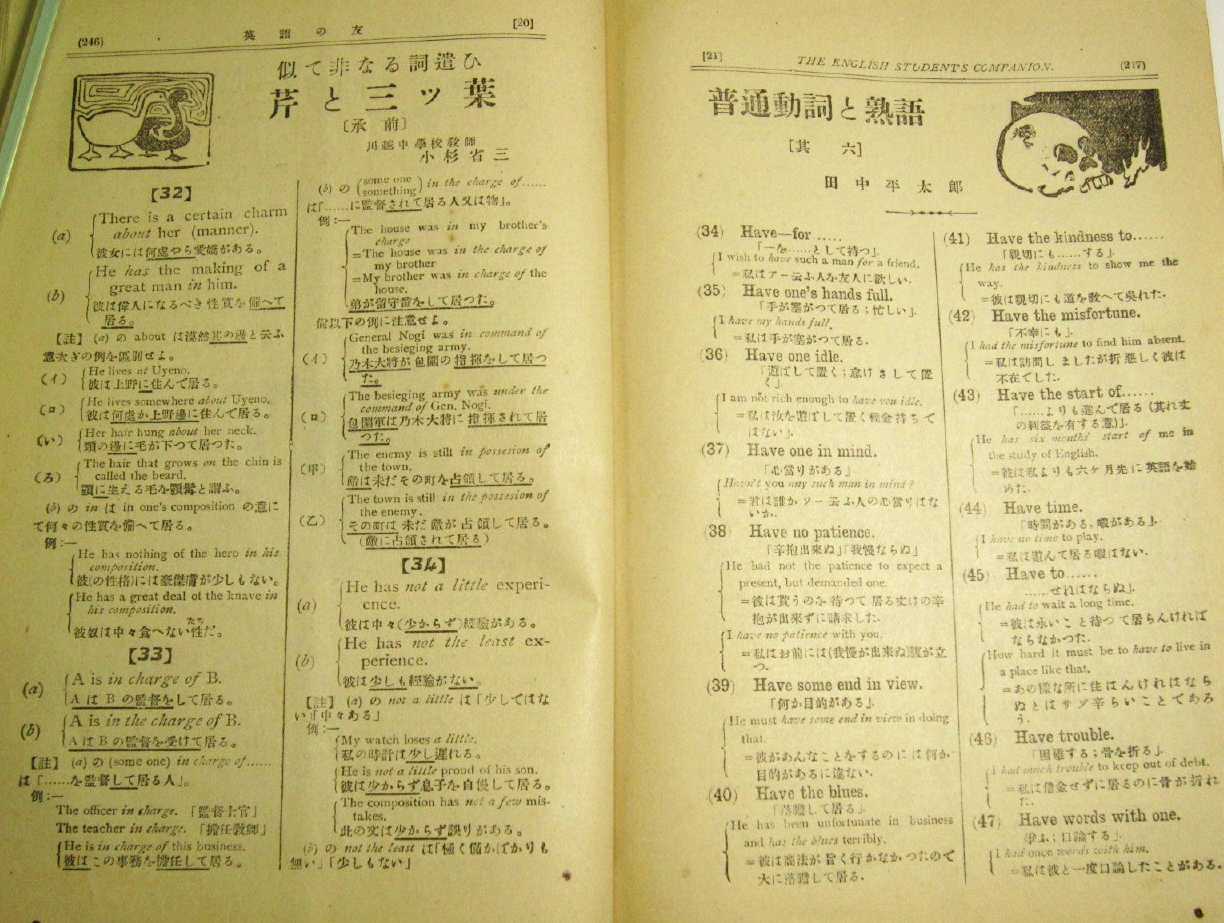 (246)
英語の友
[20]
似て非なる詞遣ひ
芹と三ッ葉
〔承前〕
川越中學校教師
小杉省三
【32】
(a)
There is a certain charm
about her (manner).
彼女には何處やら愛嬌がある。
(b)
He has the making of a
great man in him.
彼は偉人になるべき性質を備へて
居る。
【註】(a) の about は漠然其の邊と云ふ
意次ぎの例を區別せよ。
(イ)
He lives at Uyeno.
彼は上野に住んで居る。
(ロ)
He lives somewhere about Uyeno.
彼は何處か上野邊に住んで居る。
(い)
Her hair hung about her neck.
頸の邊に毛が下つて居つた。
(ろ)
The hair that grows on the chin is
called the beard.
顎に生える毛を顎髯と謂ふ。
(b) の in は in one's composition の意に
て何々の性質を備へて居る。
例:—
He has nothing of the hero in his
composition.
彼(の性格)には豪傑膚が少しもない。
He has a great deal of the knave in
his composition.
彼奴は中々食へない性だ。
たち
【33】
(a)
A is in charge of B.
A は B の監督をして居る。
(b)
A is in the charge of B.
A は B の監督を受けて居る。
【註】(a) の (some one) in charge of......
は「......を監督して居る人」。
例:—
The officer in charge. 「監督士官」
The teacher in charge. 「擔任教師」
He is in charge of this business.
彼はこの事務を擔任して居る。
(b) の (some one something) in the charge of......
は「......に監督されて居る人又は物」。
例:—
The house was in my brother's
charge
=The house was in the charge of
my brother
=My brother was in charge of the
house.
弟が留守番をして居つた。
尙以下の例に注意せよ。
(イ)
General Nogi was in command of
the besieging army.
乃木大將が包圍の指揮をして居つ
た。
(ロ)
The besieging army was under the
command of Gen. Nogi.
包圍軍は乃木大將に指揮されて居
つた。
(甲)
The enemy is still in possesion of
the town.
敵は未だその町を占領して居る。
(乙)
The town is still in the possesion of
the enemy.
その町は未だ敵が占領して居る。
(敵に占領されて居る)
【34】
(a)
He has not a little experi-
ence.
彼は中々(少からず)經驗がある。
(b)
He has not the least ex-
perience.
彼は少しも經驗がない。
【註】(a) の not a little は「少しではな
い」「中々ある」
例:—
My watch loses a little.
私の時計は少し遲れる。
He is not a little proud of his son.
彼は少からず息子を自慢して居る。
The composition has not a few mis-
takes.
此の文は少からず誤りがある。
(b) の not the least は「極く僅かばかりも
無い」「少しもない」
[21]
THE ENGLISH STUDENTS COMPANION.
(247)
普通動詞と熟語
[其六]
田中平太郎
(34) Have—for......
「......として待つ」.
I wish to have such a man for a friend.
=私はアー云ふ人を友人に欲しい.
(35) Have one's hands full.
「手が塞がつて居る; 忙しい」.
I have my hands full.
=私は手が塞がつて居る.
(36) Have one idle.
「遊ばして置く; 怠けさして置
く」.
I am not rich enough to have you idle.
=私は汝を遊ばして置く程金持ちで
はない」.
(37) Have one in mind.
「心當りがある」
Haven't you any such man in mind?
=君は誰かソー云ふ人の心當りはな
いか.
(38) Have no patience.
「辛抱出來ぬ」「我慢ならぬ」
He had not the patience to expect a
present, but demanded one.
=彼は貰うのを待つて居る丈けの辛
抱が出來ずに請求した.
I have no patience with you.
=私はお前には(我慢が出來ぬ)腹が立
つ.
(39) Have some end in view.
「何か目的がある」.
He must have some end in view in doing
that.
=彼があんなことをするのには何か
目的があるに違ない.
(40) Have the blues.
「落膽して居る」.
He has been unfortunate in business
and has the blues terribly.
=彼は商法が旨く行かなかつたので
大に落膽して居る.
(41) Have the kindness to......
「親切にも......する」.
He has the kindness to show me the
way.
=彼は親切にも道を敎へて吳れた.
(42) Have the misfortune.
「不幸にも」.
I had the misfortune to find him absent.
=私は訪問しましたが折惡しく彼は
不在でした.
(43) Have the start of......
「......よりも進んで居る(其れ丈
の利益を有する意)」.
He has six months' start of me in
the study of English.
=彼は私よりも六ケ月先に英語を始
めた.
(44) Have time.
「時間がある, 暇がある」.
I have no time to play.
=私は遊んで居る暇はない.
(45) Have to......
「......せねばならぬ」.
He had to wait a long time.
=彼は永いこと待つて居らんければ
ならなかつた.
How hard it must be to have to live in
a place like that.
=あの樣な所に住はんければなら
ぬとはサゾ辛らいことであろ
う.
(46) Have trouble.
「困難する; 骨を折る」.
I had much trouble to keep out of debt.
=私は借金せずに居るのに骨が折れ
た.
(47) Have words with one.
口論する」.
I had once words with him.
=私は彼と一度口論したことがある.